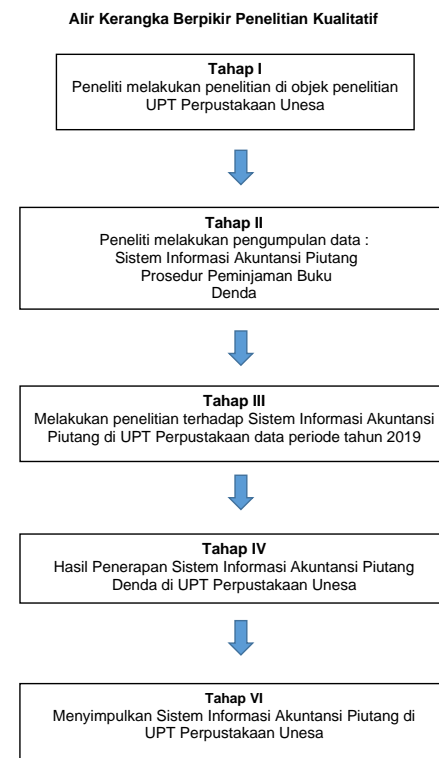 Alir Kerangka Berpikir Penelitian Kualitatif
Tahap I
Peneliti melakukan penelitian di objek penelitian
UPT Perpustakaan Unesa
Tahap II
Peneliti melakukan pengumpulan data :
Sistem Informasi Akuntansi Piutang
Prosedur Peminjaman Buku
Denda
Tahap III
Melakukan penelitian terhadap Sistem Informasi Akuntansi
Piutang di UPT Perpustakaan data periode tahun 2019
Tahap IV
Hasil Penerapan Sistem Informasi Akuntansi Piutang
Denda di UPT Perpustakaan Unesa
Tahap VI
Menyimpulkan Sistem Informasi Akuntansi Piutang di
UPT Perpustakaan Unesa